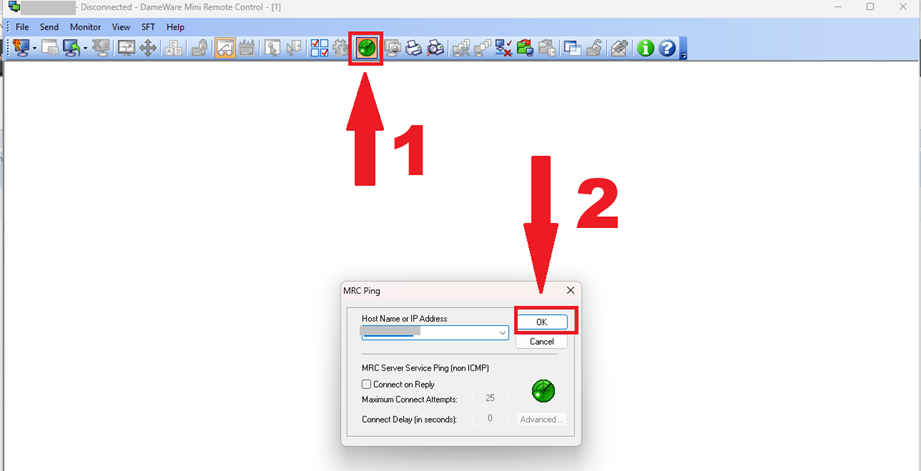 - Disconnected - DameWare Mini Remote Control - [1]
File Send Monitor View SFT Help
1
2
MRC Ping
Host Name or IP Address
OK
Cancel
MRC Server Service Ping (non ICMP)
Connect on Reply
Maximum Connect Attempts: 25
Connect Delay (in seconds): 0
Advanced...